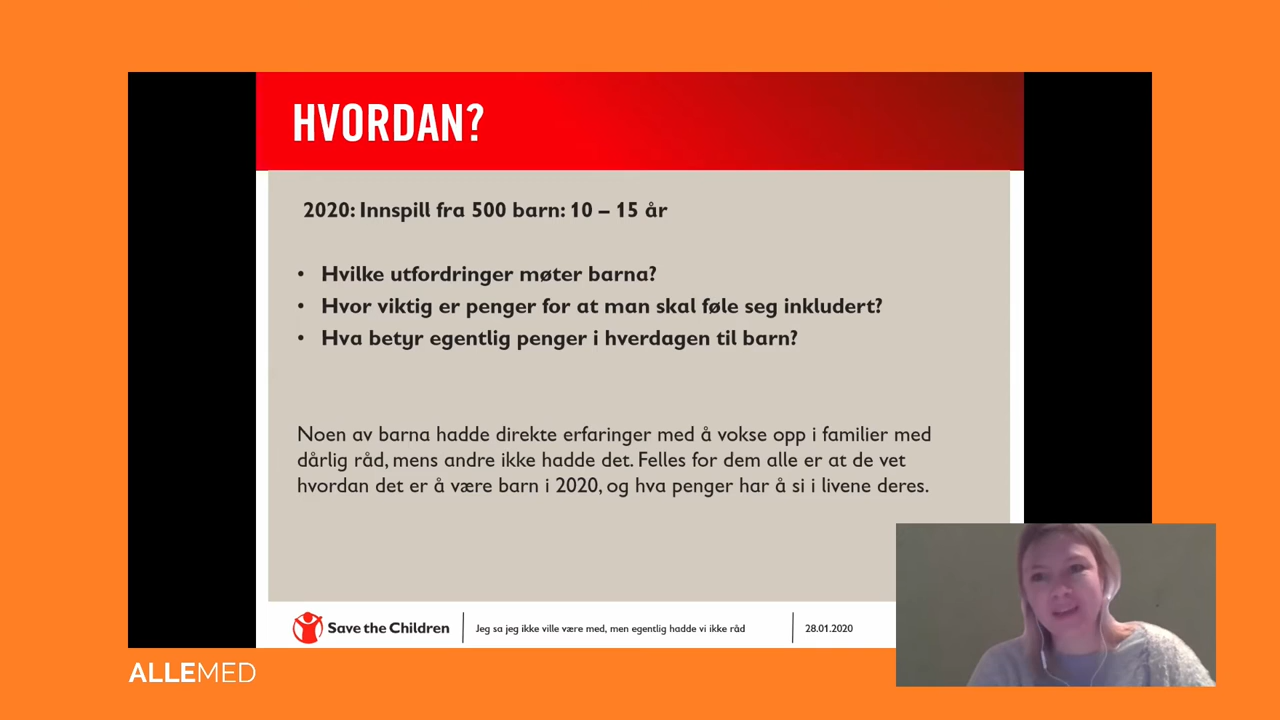 HVORDAN?
2020: Innspill fra 500 barn: 10 – 15 år
• Hvilke utfordringer møter barna?
• Hvor viktig er penger for at man skal føle seg inkludert?
• Hva betyr egentlig penger i hverdagen til barn?
Noen av barna hadde direkte erfaringer med å vokse opp i familier med
dårlig råd, mens andre ikke hadde det. Felles for dem alle er at de vet
hvordan det er å være barn i 2020, og hva penger har å si i livene deres.
Save the Children
Jeg sa jeg ikke ville være med, men egentlig hadde vi ikke råd
28.01.2020
ALLEMED